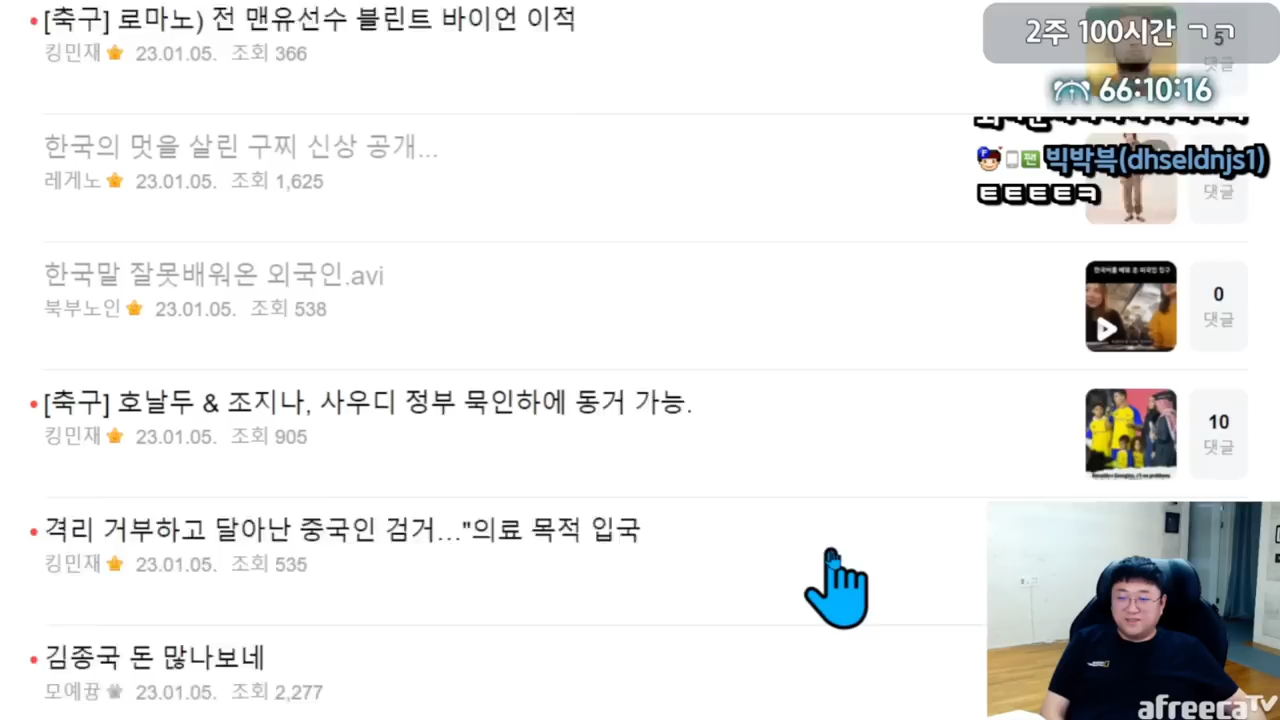 [축구] 로마노) 전 맨유선수 블린트 바이언 이적
킹민재 23.01.05. 조회 366
5
댓글
2주 100시간 ㄱㄱ
66:10:16
한국의 멋을 살린 구찌 신상 공개...
레게노 23.01.05. 조회 1,625
댓글
빅박븍(dhseldnjs1)
ㅌㅌㅌㅌㅋ
한국말 잘못배워온 외국인.avi
북부노인 23.01.05. 조회 538
0
댓글
[축구] 호날두 & 조지나, 사우디 정부 묵인하에 동거 가능.
킹민재 23.01.05. 조회 905
10
댓글
격리 거부하고 달아난 중국인 검거..."의료 목적 입국
킹민재 23.01.05. 조회 535
김종국 돈 많나보네
모예뀽 23.01.05. 조회 2,277
afreecaTV